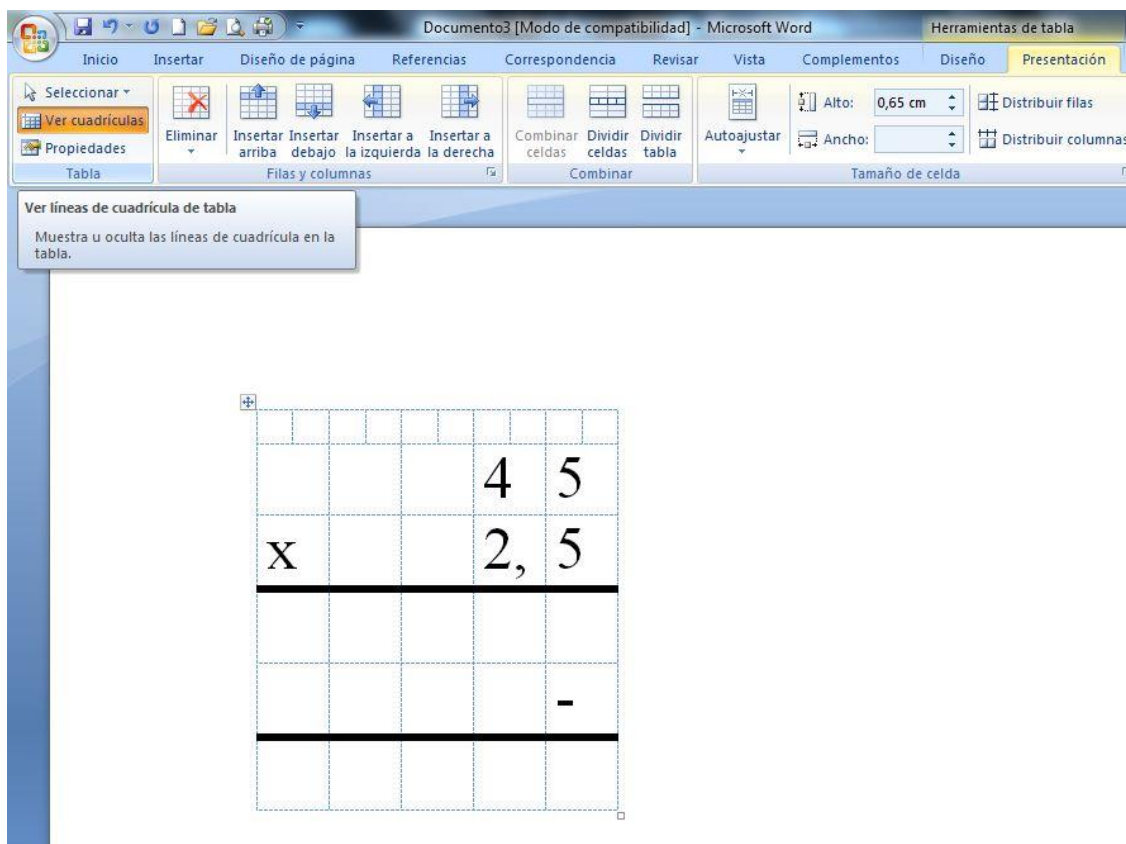 Documento3 [Modo de compatibilidad] - Microsoft Word
Herramientas de tabla
Inicio Insertar Diseño de página Referencias Correspondencia Revisar Vista Complementos Diseño Presentación
Seleccionar
Ver cuadrículas
Propiedades
Tabla
Eliminar
Insertar arriba
Insertar debajo
Insertar a la izquierda
Insertar a la derecha
Filas y columnas
Combinar celdas
Dividir celdas
Dividir tabla
Combinar
Autoajustar
Alto: 0,65 cm
Ancho:
Distribuir filas
Distribuir columnas
Tamaño de celda
Ver líneas de cuadrícula de tabla
Muestra u oculta las líneas de cuadrícula en la
tabla.
4 5
x 2, 5
-